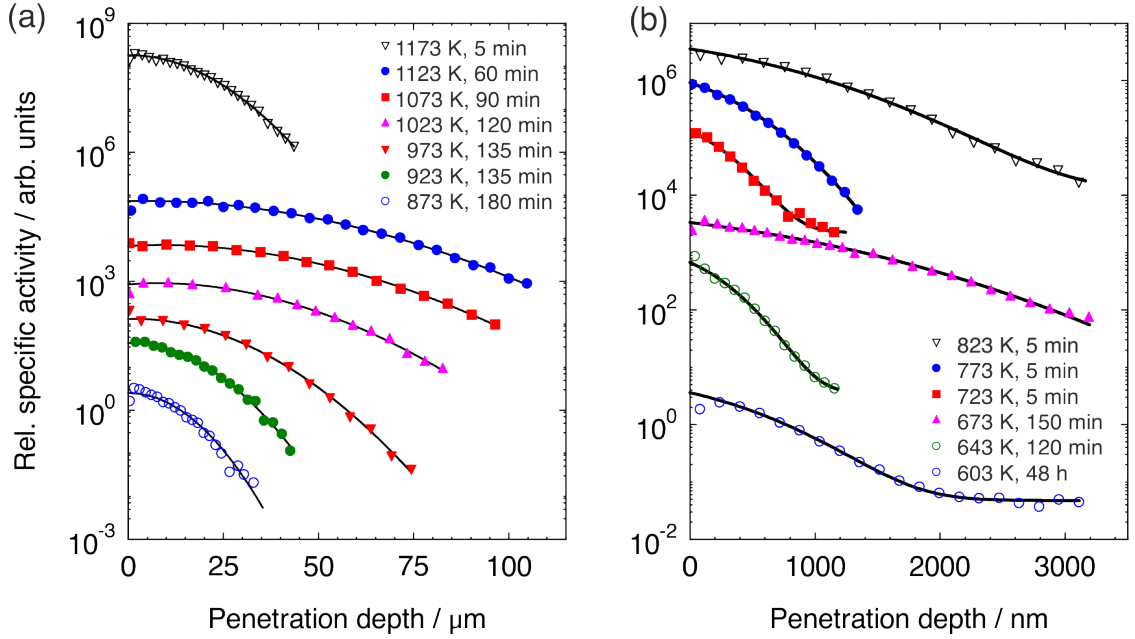 (a)
10^9
10^6
10^3
10^0
10^-3
Rel. specific activity / arb. units
1173 K, 5 min
1123 K, 60 min
1073 K, 90 min
1023 K, 120 min
973 K, 135 min
923 K, 135 min
873 K, 180 min
0 25 50 75 100
Penetration depth / μm
(b)
10^6
10^4
10^2
10^0
10^-2
823 K, 5 min
773 K, 5 min
723 K, 5 min
673 K, 150 min
643 K, 120 min
603 K, 48 h
0 1000 2000 3000
Penetration depth / nm